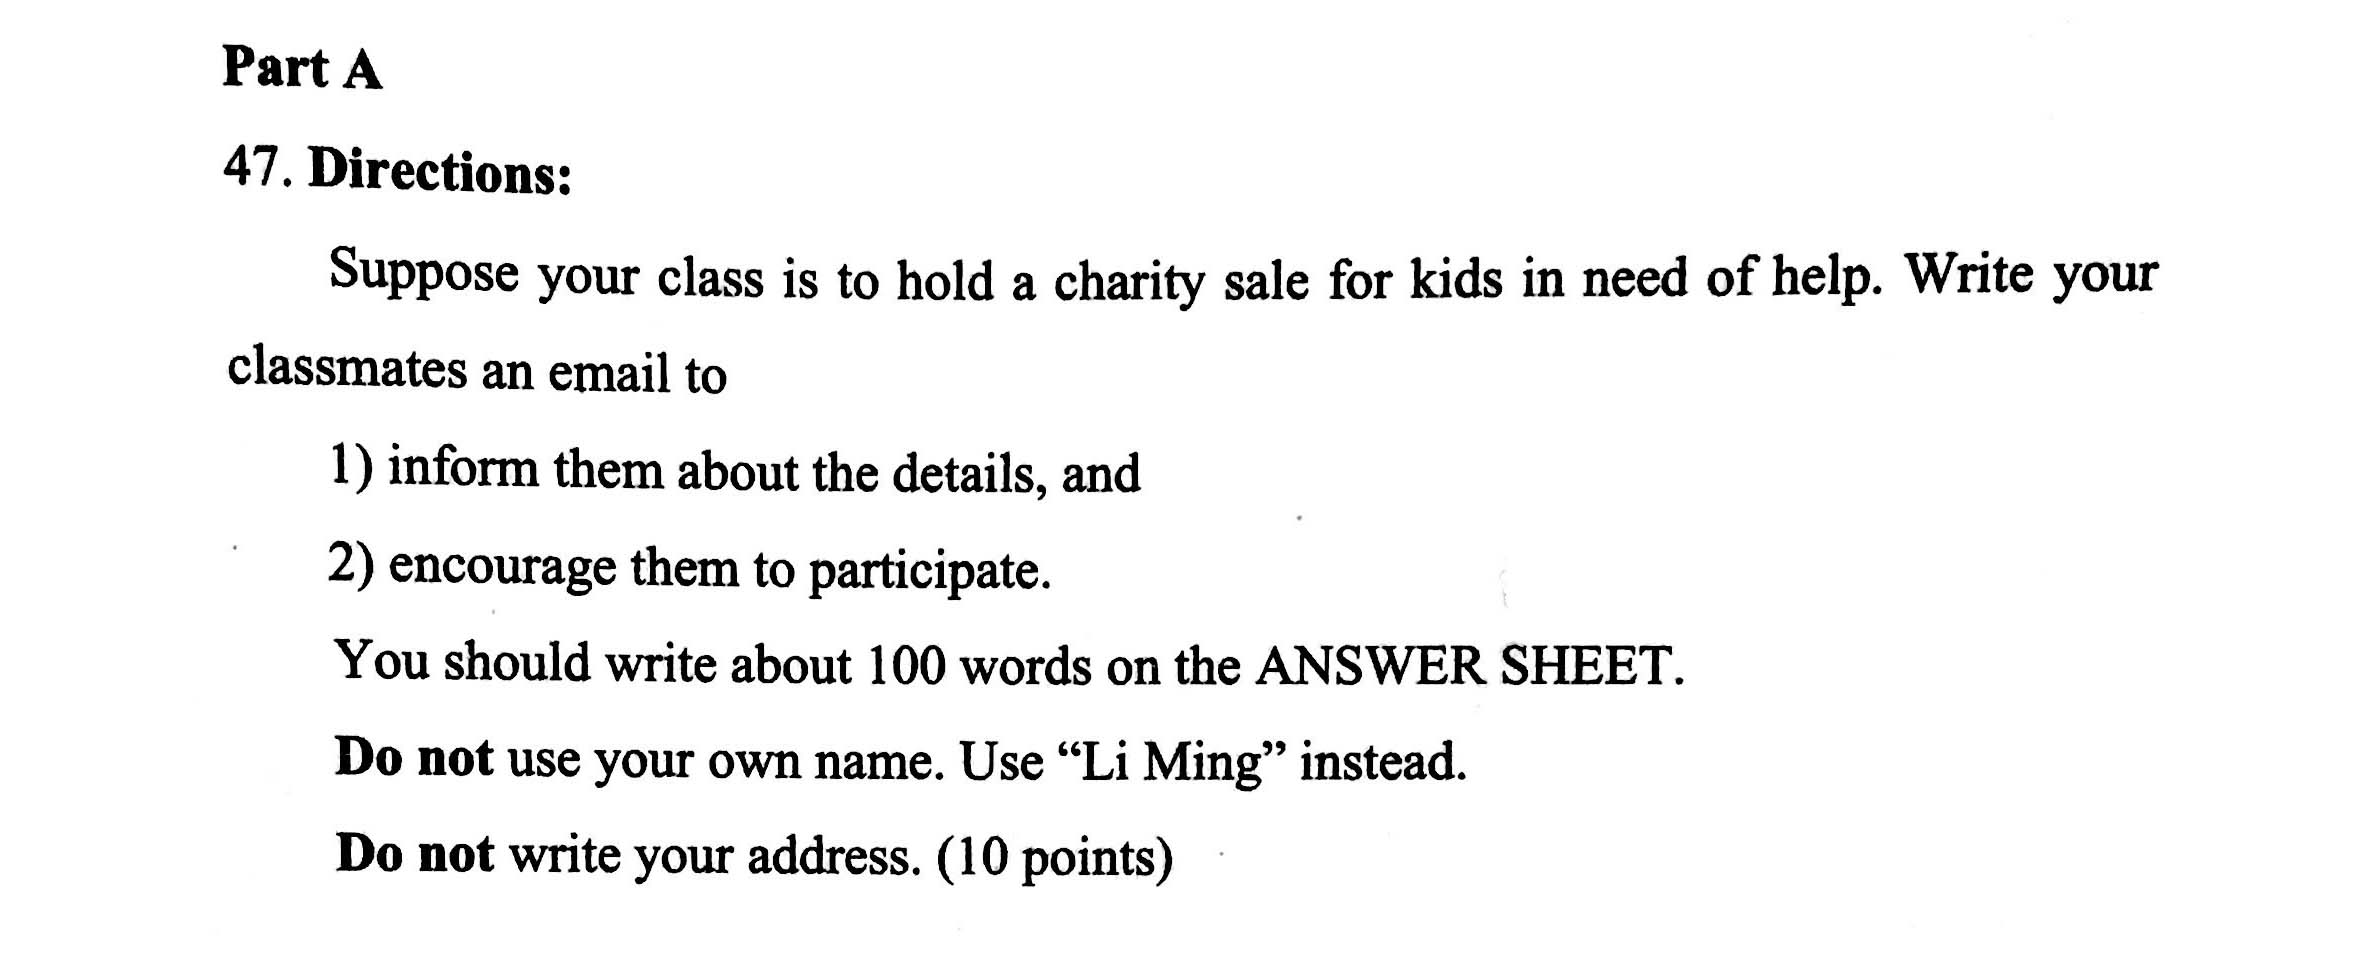 Part A
47. Directions:
Suppose your class is to hold a charity sale for kids in need of help. Write your
classmates an email to
1) inform them about the details, and
2) encourage them to participate.
You should write about 100 words on the ANSWER SHEET.
Do not use your own name. Use “Li Ming” instead.
Do not write your address. (10 points)